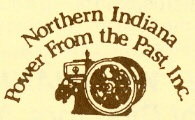 Northern Indiana
Power From the Past, Inc.